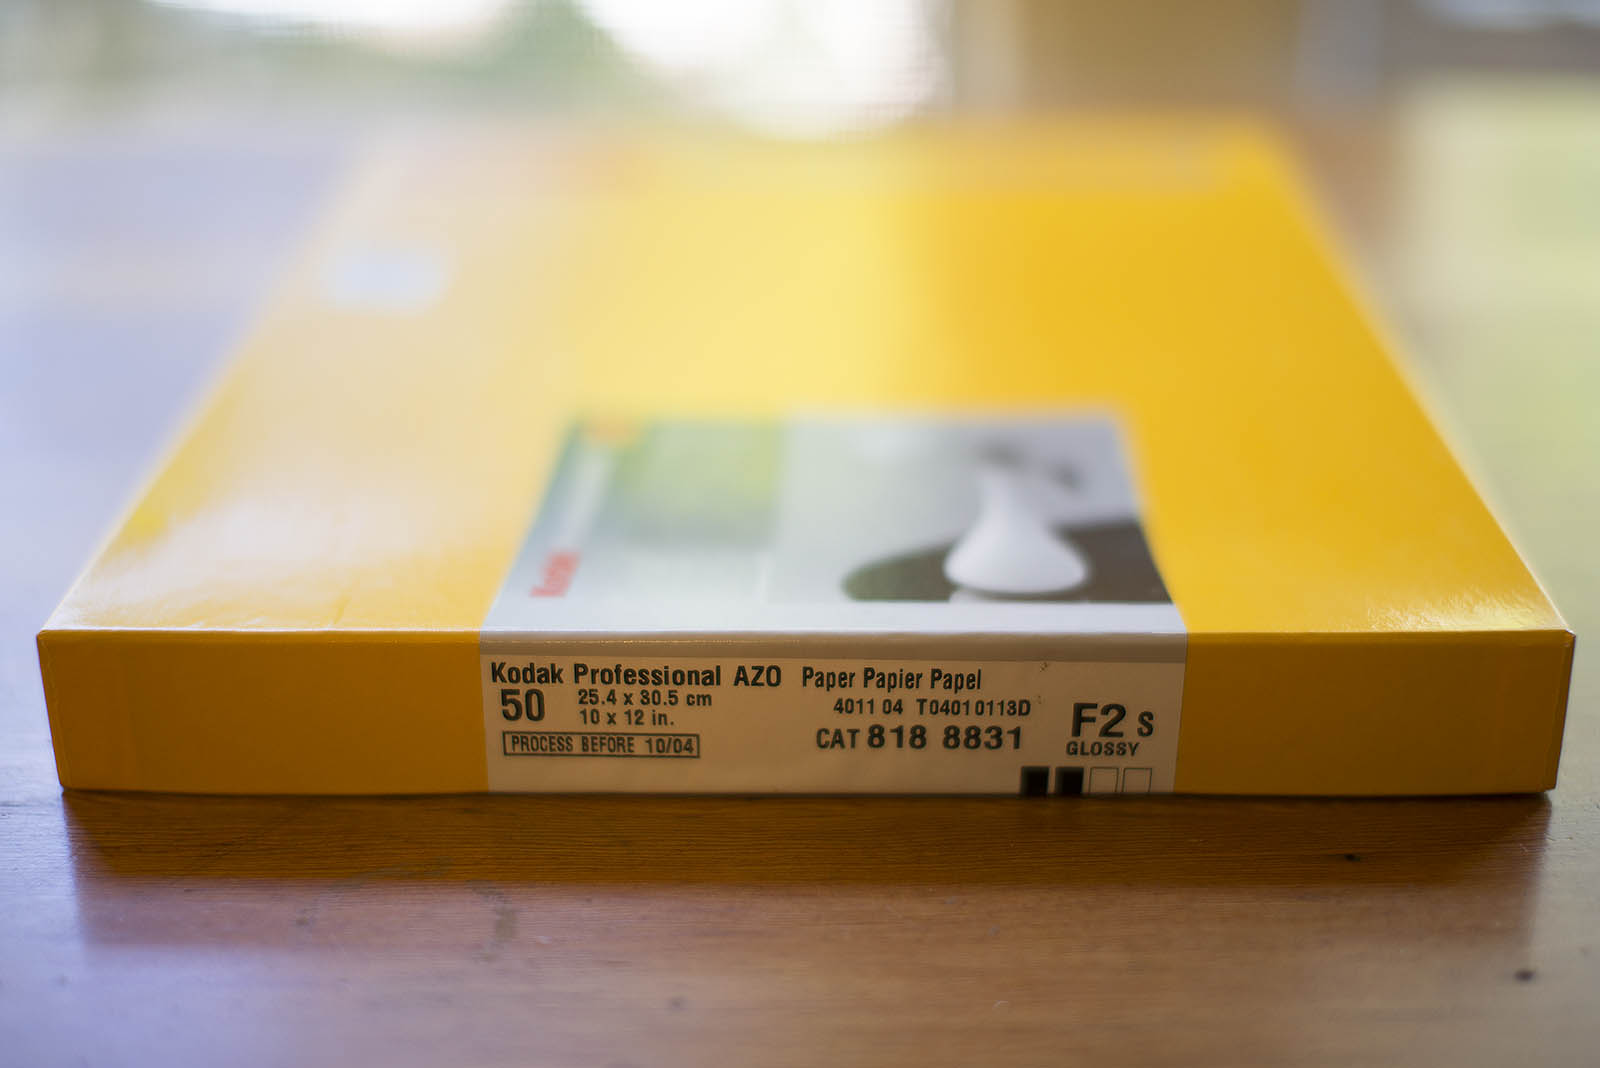 Kodak
Kodak Professional AZO Paper Papier Papel
50 25.4 x 30.5 cm
10 x 12 in.
PROCESS BEFORE 10/04
4011 04 T04010113D
CAT 818 8831
F2 S
GLOSSY